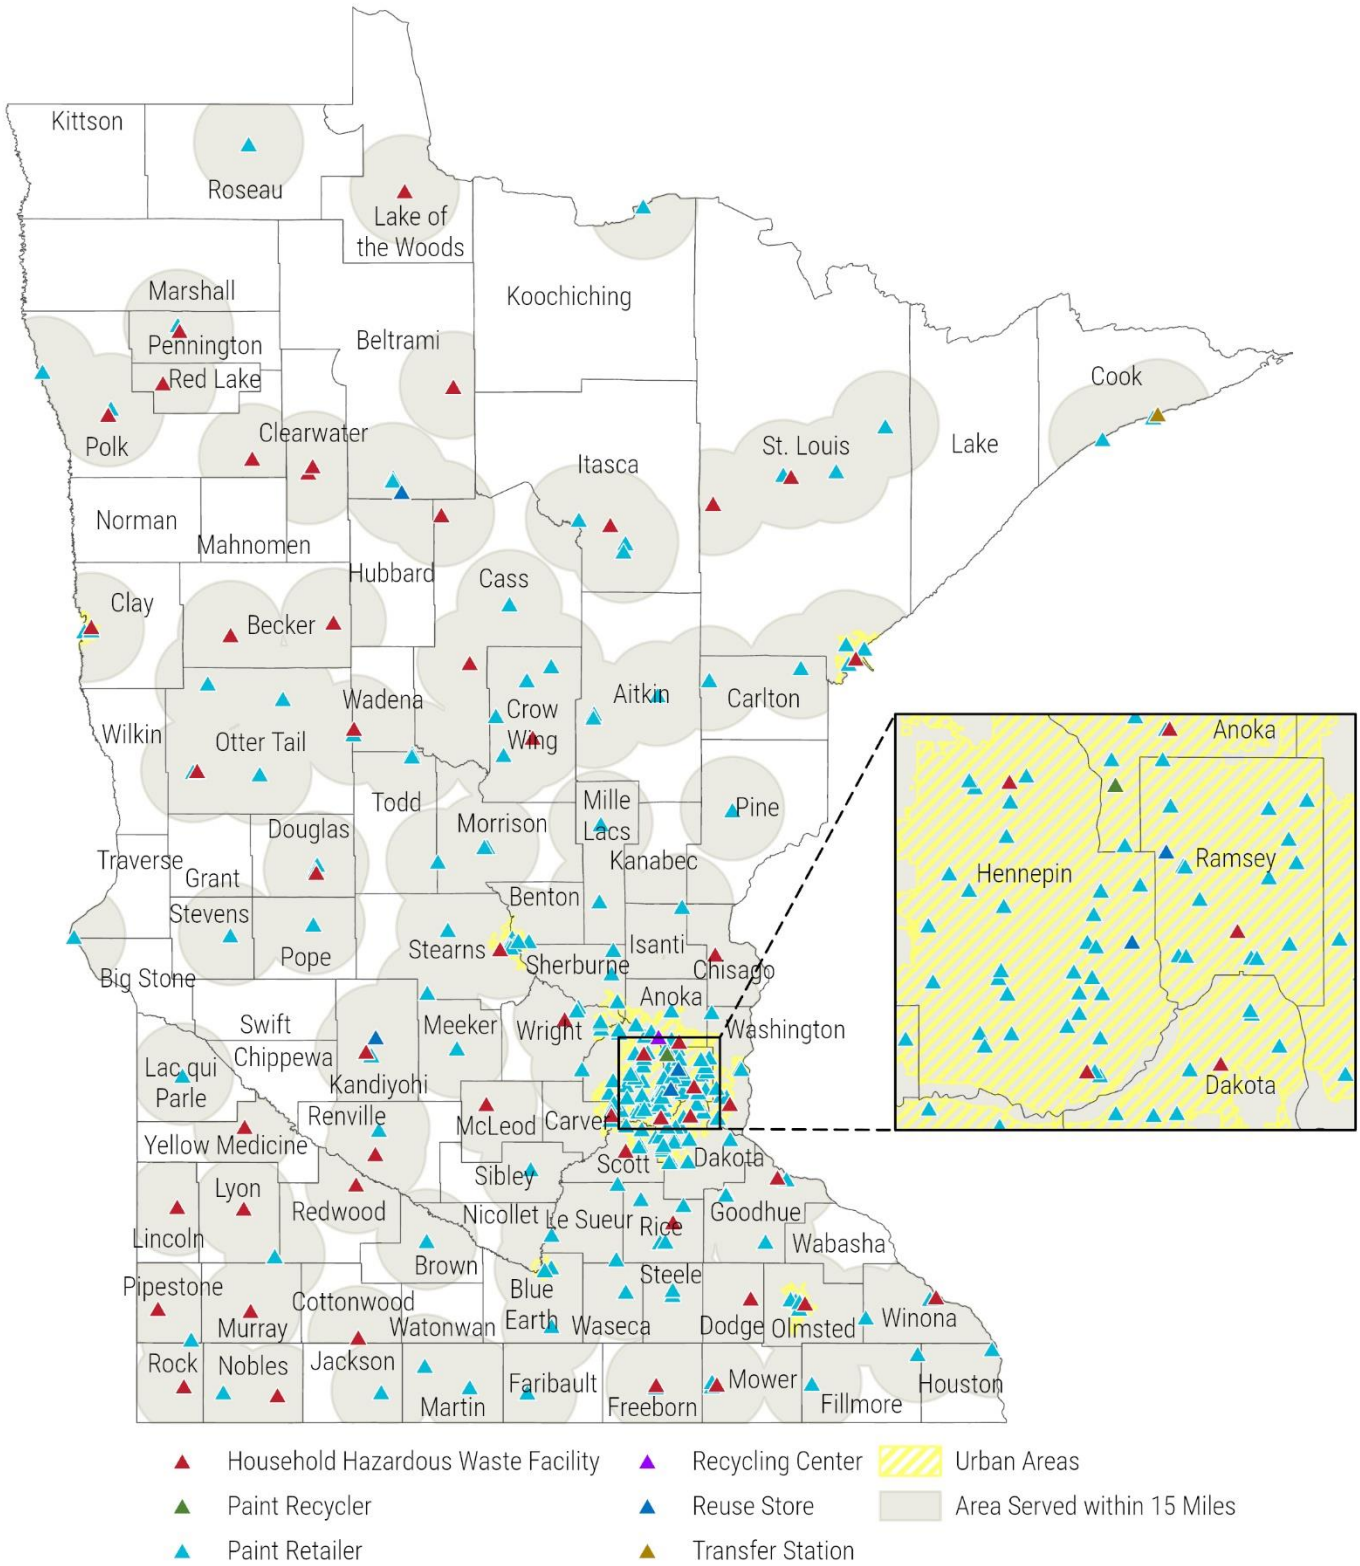 Kittson
Roseau
Lake of
the Woods
Marshall
Koochiching
Pennington
Beltrami
Red Lake
Cook
Clearwater
Polk
St. Louis
Lake
Itasca
Norman
Mahnomen
Hubbard
Cass
Clay
Becker
Wadena
Aitkin
Carlton
Crow
Wing
Wilkin
Otter Tail
Todd
Mille
Lacs
Pine
Morrison
Douglas
Traverse
Grant
Kanabec
Benton
Stevens
Pope
Stearns
Isanti
Sherburne
Chisago
Big Stone
Anoka
Swift
Meeker
Wright
Washington
Chippewa
Lac qui
Parle
Kandiyohi
Renville
McLeod
Carver
Yellow Medicine
Sibley
Scott
Dakota
Lyon
Redwood
Nicollet
Le Sueur
Rice
Goodhue
Lincoln
Wabasha
Brown
Pipestone
Blue
Earth
Steele
Cottonwood
Murray
Watonwan
Waseca
Dodge
Olmsted
Winona
Rock
Nobles
Jackson
Martin
Faribault
Freeborn
Mower
Fillmore
Houston
Anoka
Hennepin
Ramsey
Dakota
Household Hazardous Waste Facility
Paint Recycler
Paint Retailer
Recycling Center
Reuse Store
Transfer Station
Urban Areas
Area Served within 15 Miles